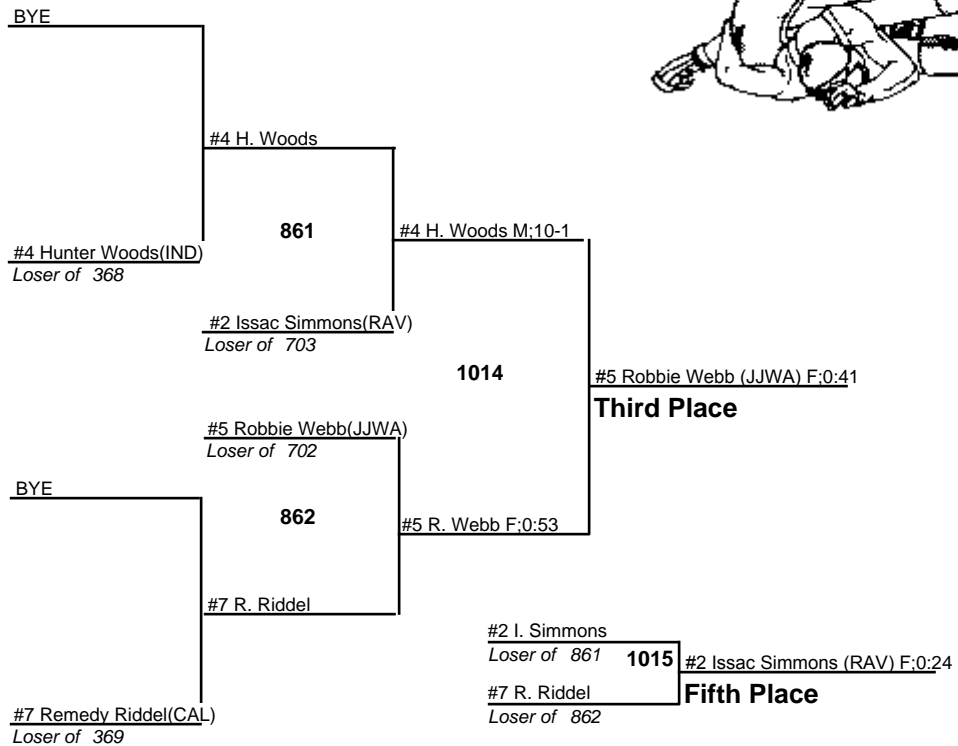 BYE
#4 H. Woods
861
#4 H. Woods M;10-1
#4 Hunter Woods(IND)
Loser of 368
#2 Issac Simmons(RAV)
Loser of 703
1014
#5 Robbie Webb (JJWA) F;0:41
Third Place
#5 Robbie Webb(JJWA)
Loser of 702
BYE
862
#5 R. Webb F;0:53
#7 R. Riddel
#2 I. Simmons
Loser of 861
1015
#2 Issac Simmons (RAV) F;0:24
Fifth Place
#7 R. Riddel
Loser of 862
#7 Remedy Riddel(CAL)
Loser of 369